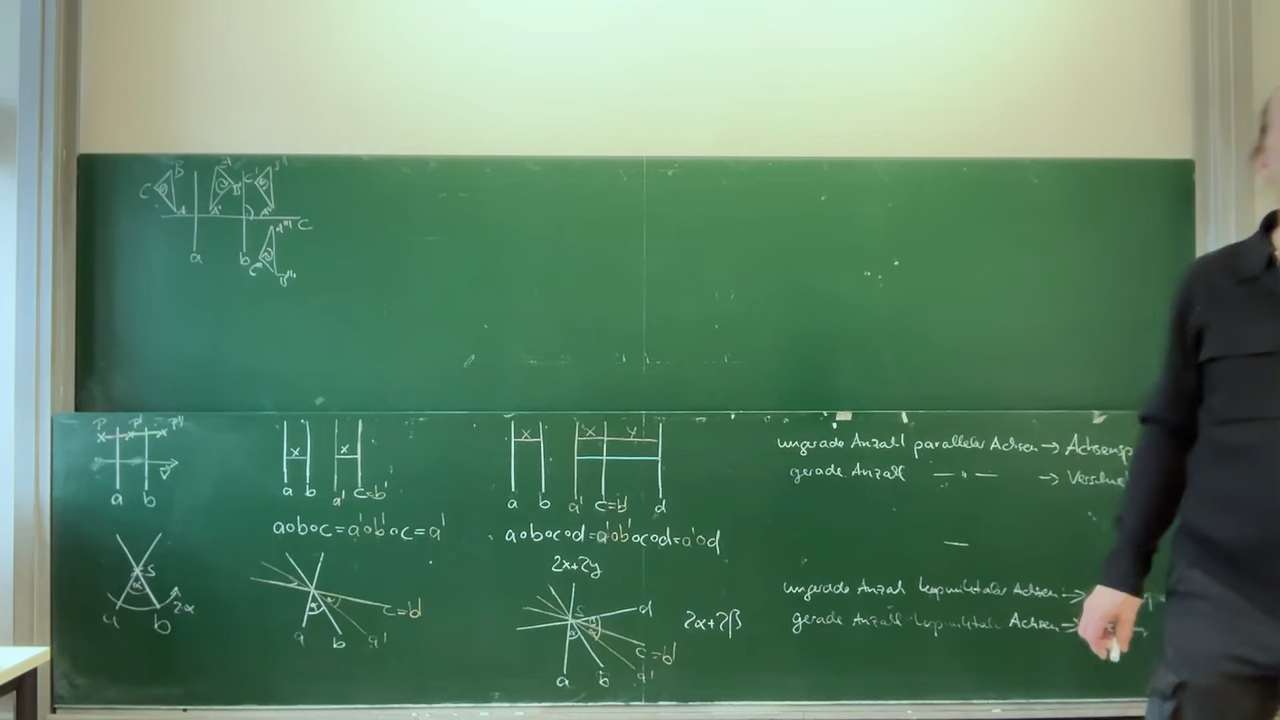 C B C
A
a b
P P' P''
a b
x x
a b a' c=b'
a∘b∘c=a'∘b'∘c=a'
x x y
a b a' c=b' d
a∘b∘c∘d=a'∘b'∘c∘d=a'∘d
2x+2y
ungerade Anzahl paralleler Achsen → Achsensp
gerade Anzahl — " — → Verschie
S
α
a b 2α
a b a' c=b'
S
a b a' c=b' d
2α+2β
ungerade Anzahl kopunktaler Achsen →
gerade Anzahl kopunktaler Achsen →